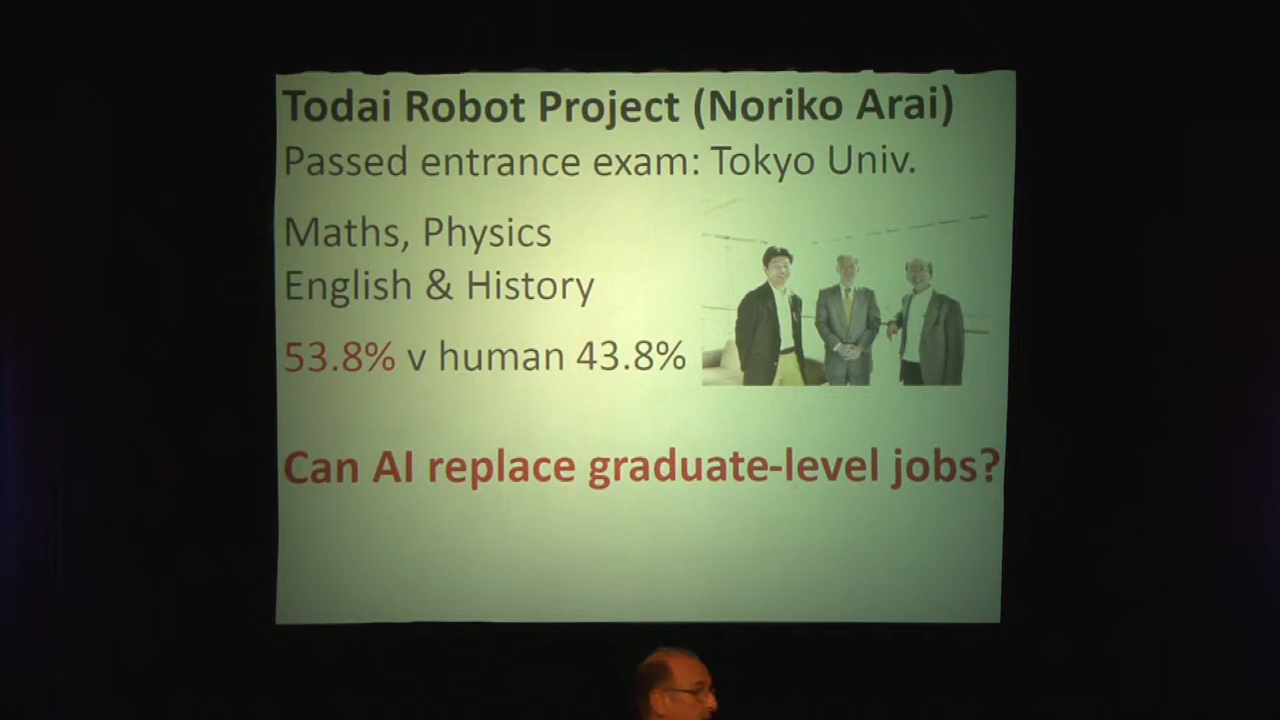 Todai Robot Project (Noriko Arai)
Passed entrance exam: Tokyo Univ.
Maths, Physics
English & History
53.8% v human 43.8%
Can AI replace graduate-level jobs?